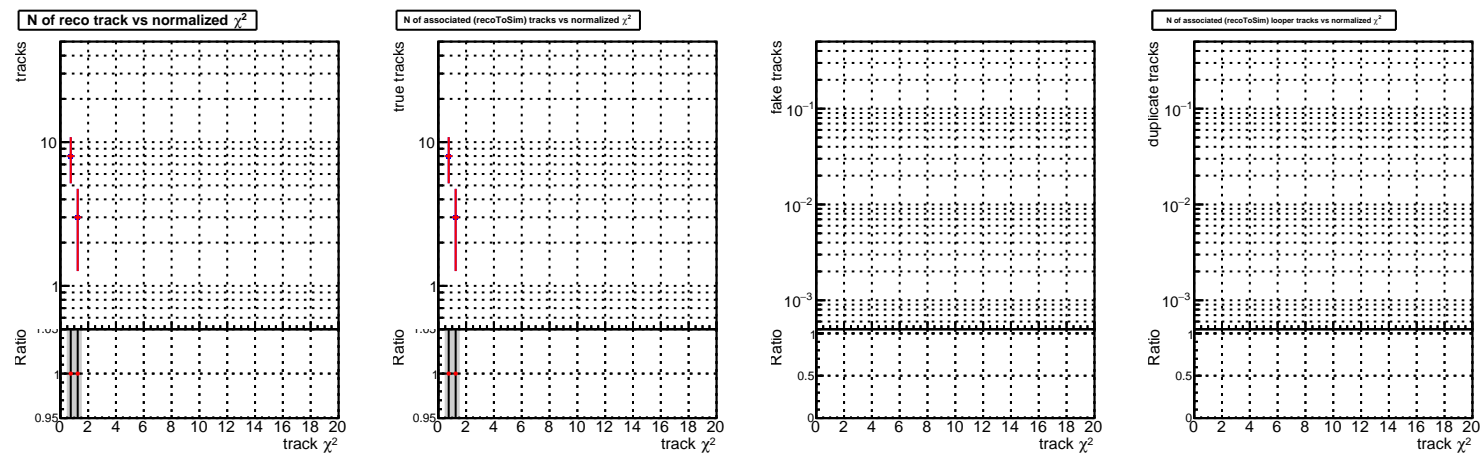 N of reco track vs normalized χ²
tracks
10
1
Ratio
1.05
1
0.95
0 2 4 6 8 10 12 14 16 18 20
track χ²
N of associated (recoToSim) tracks vs normalized χ²
true tracks
10
1
Ratio
1.05
1
0.95
0 2 4 6 8 10 12 14 16 18 20
track χ²
fake tracks
10⁻¹
10⁻²
10⁻³
Ratio
1
0.5
0
0 2 4 6 8 10 12 14 16 18 20
track χ²
N of associated (recoToSim) looper tracks vs normalized χ²
duplicate tracks
10⁻¹
10⁻²
10⁻³
Ratio
1
0.5
0
0 2 4 6 8 10 12 14 16 18 20
track χ²